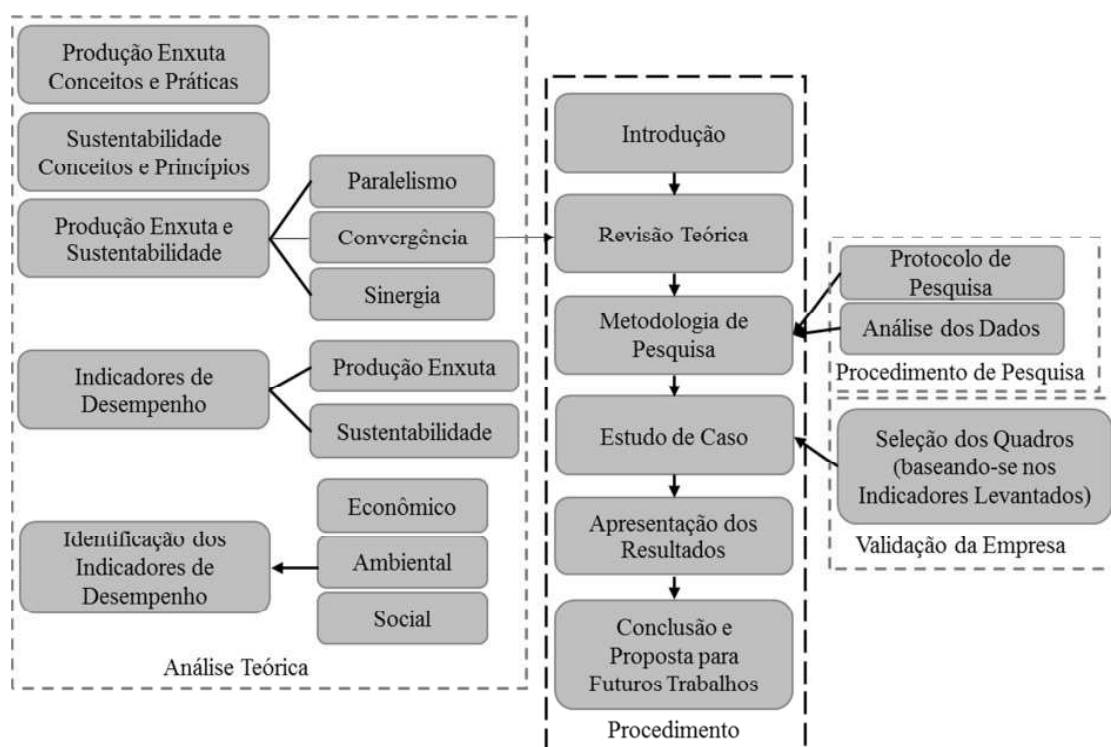 Produção Enxuta
Conceitos e Práticas
Sustentabilidade
Conceitos e Princípios
Produção Enxuta e
Sustentabilidade
Paralelismo
Convergência
Sinergia
Indicadores de
Desempenho
Produção Enxuta
Sustentabilidade
Identificação dos
Indicadores de
Desempenho
Econômico
Ambiental
Social
Análise Teórica
Introdução
Revisão Teórica
Metodologia de
Pesquisa
Estudo de Caso
Apresentação dos
Resultados
Conclusão e
Proposta para
Futuros Trabalhos
Procedimento
Protocolo de
Pesquisa
Análise dos Dados
Procedimento de Pesquisa
Seleção dos Quadros
(baseando-se nos
Indicadores Levantados)
Validação da Empresa